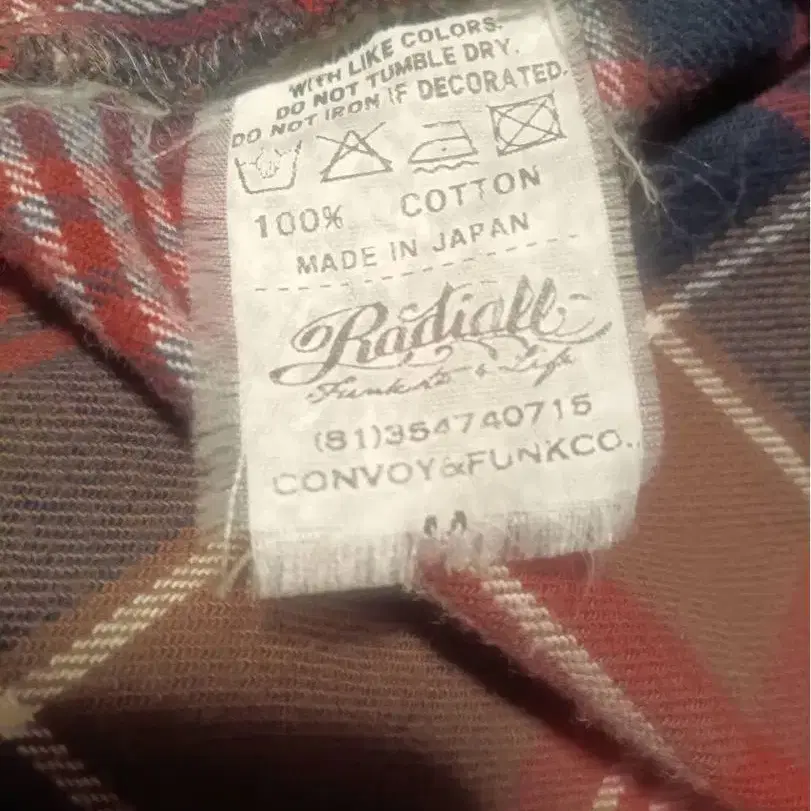 WITH LIKE COLORS.
DO NOT TUMBLE DRY.
DO NOT IRON IF DECORATED.
100% COTTON
MADE IN JAPAN
Radiall
& Life
(81)354740715
CONVOY&FUNKCO.,
M